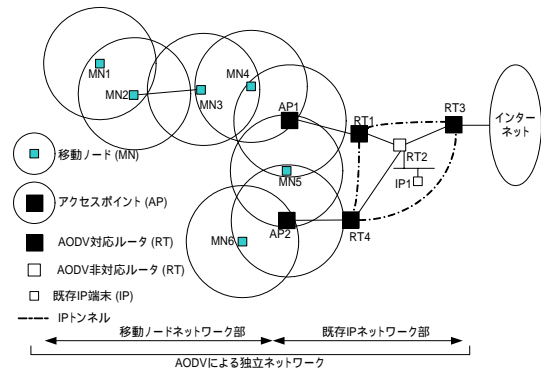 MN1
MN2
MN3
MN4
AP1
RT1
RT3
インター
ネット
RT2
IP1
MN5
AP2
RT4
MN6
移動ノード (MN)
アクセスポイント (AP)
AODV対応ルータ (RT)
AODV非対応ルータ (RT)
既存IP端末 (IP)
IPトンネル
移動ノードネットワーク部
既存IPネットワーク部
AODVによる独立ネットワーク